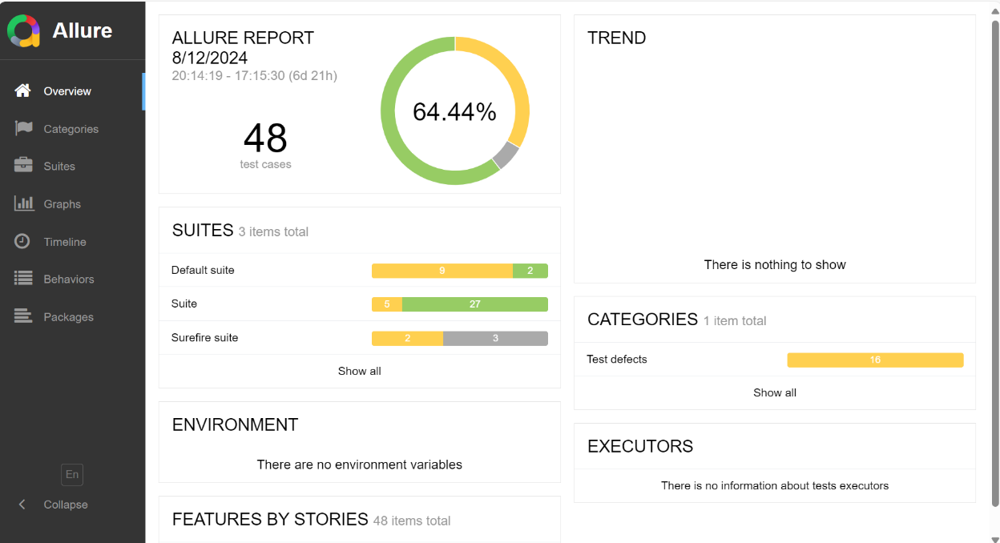 Allure
Overview
Categories
Suites
Graphs
Timeline
Behaviors
Packages
En
Collapse
ALLURE REPORT
8/12/2024
20:14:19 - 17:15:30 (6d 21h)
48
test cases
64.44%
SUITES 3 items total
Default suite 9 2
Suite 5 27
Surefire suite 2 3
Show all
ENVIRONMENT
There are no environment variables
FEATURES BY STORIES 48 items total
TREND
There is nothing to show
CATEGORIES 1 item total
Test defects 16
Show all
EXECUTORS
There is no information about tests executors